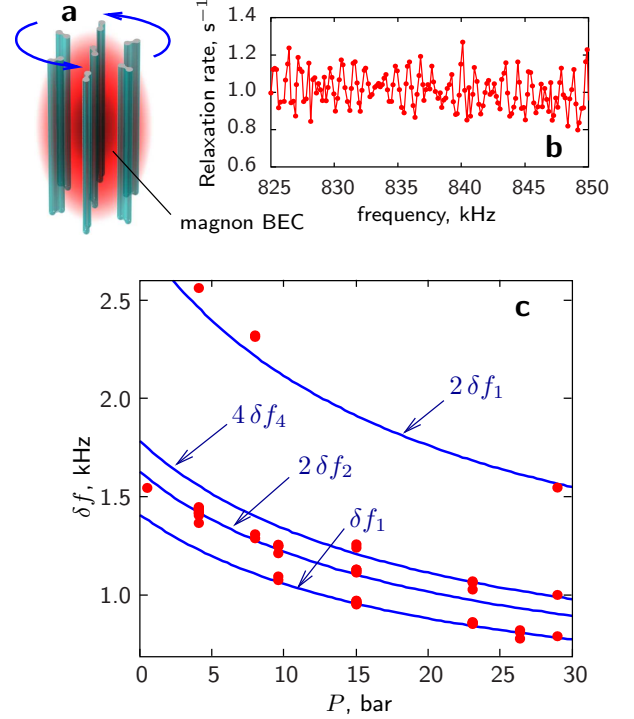 a
magnon BEC
Relaxation rate, s⁻¹
1.4
1.2
1.0
0.8
0.6
b
825
830
835
840
845
850
frequency, kHz
c
δf, kHz
2.5
2.0
1.5
1.0
2 δf₁
4 δf₄
2 δf₂
δf₁
0
5
10
15
20
25
30
P, bar